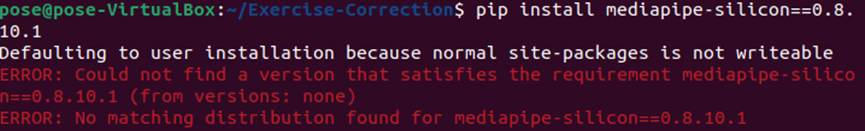 pose@pose-VirtualBox:~/Exercise-Correction$ pip install mediapipe-silicon==0.8.
10.1
Defaulting to user installation because normal site-packages is not writeable
ERROR: Could not find a version that satisfies the requirement mediapipe-silico
n==0.8.10.1 (from versions: none)
ERROR: No matching distribution found for mediapipe-silicon==0.8.10.1